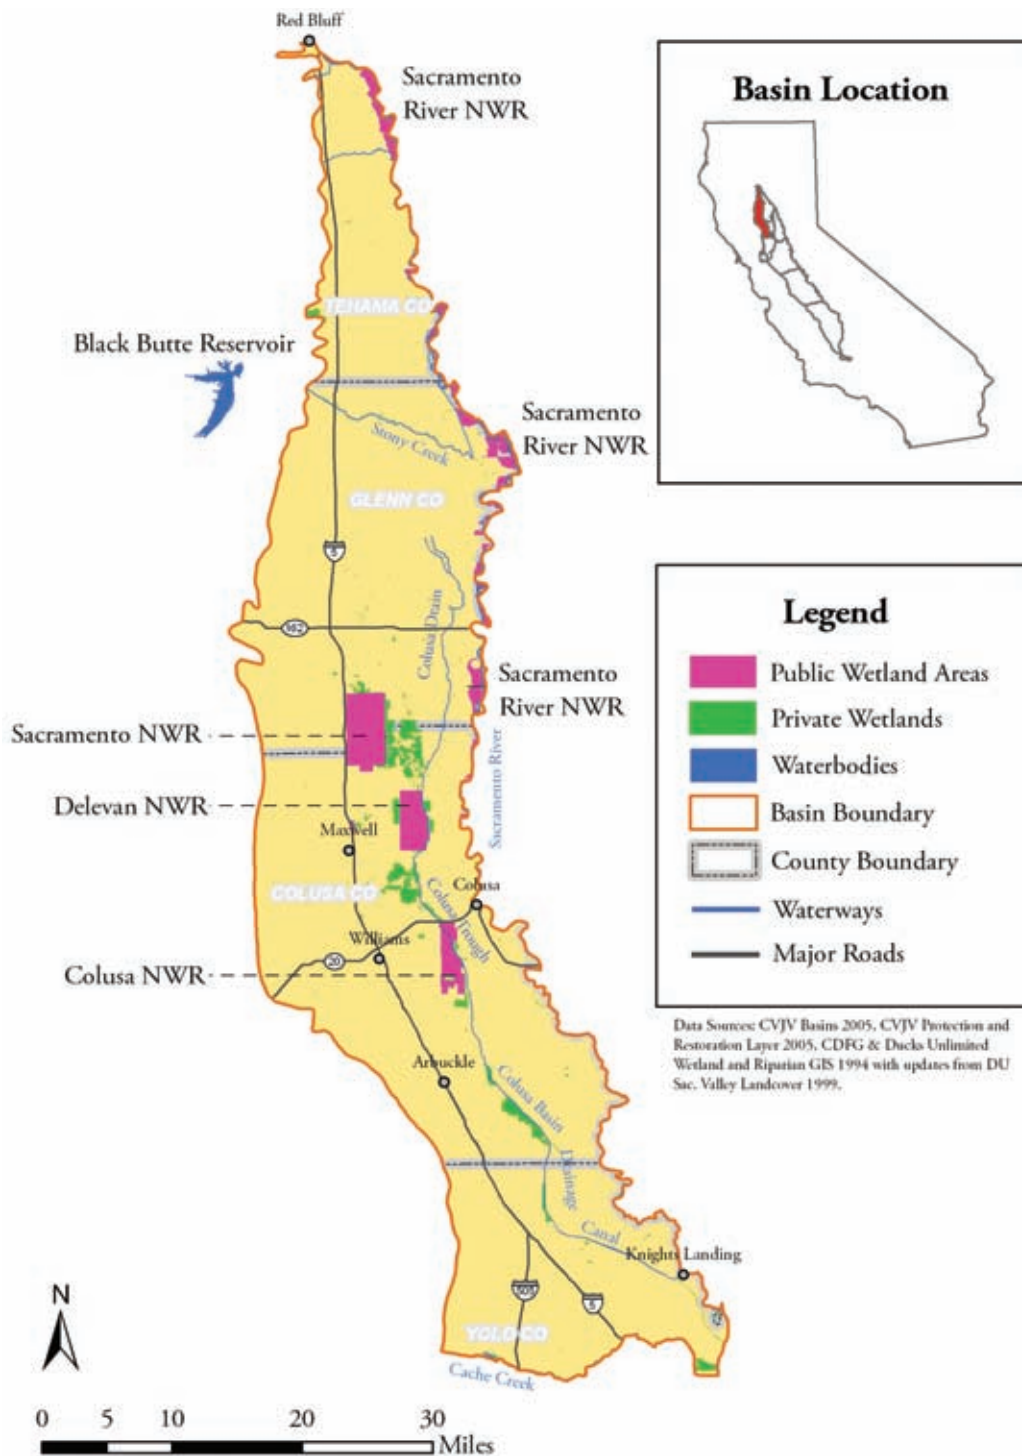 Red Bluff
Sacramento
River NWR
Basin Location
TEHAMA CO
Black Butte Reservoir
Sacramento
River NWR
Stony Creek
GLENN CO
5
Colusa Drain
162
Legend
Public Wetland Areas
Private Wetlands
Waterbodies
Basin Boundary
County Boundary
Waterways
Major Roads
Sacramento
River NWR
Sacramento NWR
Sacramento River
Delevan NWR
Maxwell
COLUSA CO
Colusa
Colusa Trough
Williams
20
Colusa NWR
Data Sources: CVJV Basins 2005, CVJV Protection and
Restoration Layer 2005, CDFG & Ducks Unlimited
Wetland and Riparian GIS 1994 with updates from DU
Sac. Valley Landcover 1999.
Arbuckle
Colusa Basin
Drainage
Canal
Knights Landing
505
5
YOLO CO
Cache Creek
N
0 5 10 20 30
Miles